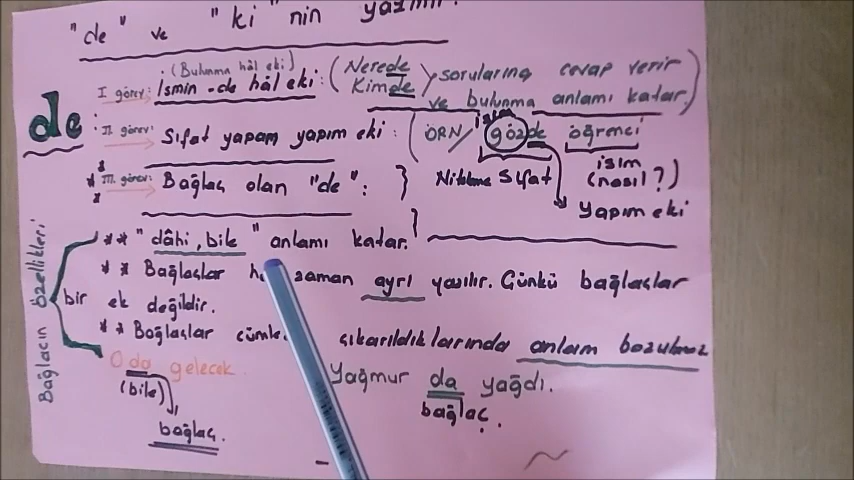 "de" ve "ki" nin yazımı.
(Bulunma hâl eki)
de : I görev: İsmin -de hâl eki : (Nerede Kimde sorularına cevap verir ve bulunma anlamı katar.)
II. görev: Sıfat yapam yapım eki : (ÖRN/ gözde öğrenci
isim
Niteleme Sıfat
isim (nasıl?)
yapım eki
*** III. görev: Bağlaç olan "de" :
Bağlacın özellikleri
** "dâhi, bile" anlamı katar.
** Bağlaçlar zaman ayrı yazılır. Çünkü bağlaçlar
bir ek değildir.
** Bağlaçlar çıkarıldıklarında anlam bozulmaz
O da gelecek.
(bile)
bağlaç.
Yağmur da yağdı.
bağlaç.